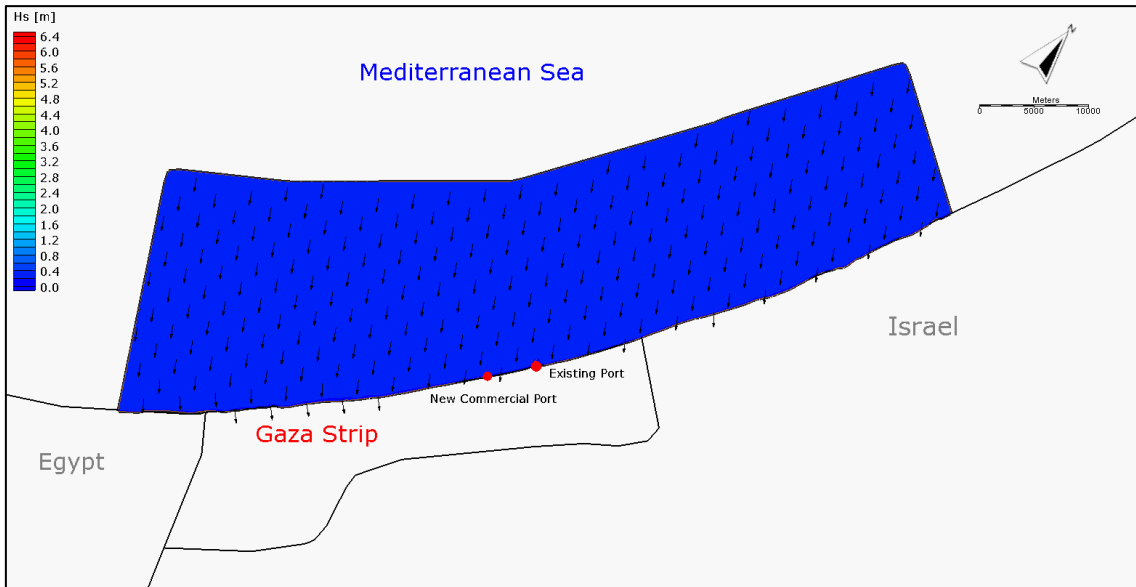 Hs [m]
6.4
6.0
5.6
5.2
4.8
4.4
4.0
3.6
3.2
2.8
2.4
2.0
1.6
1.2
0.8
0.4
0.0
Mediterranean Sea
N
Meters
0 5000 10000
Israel
Existing Port
New Commercial Port
Gaza Strip
Egypt